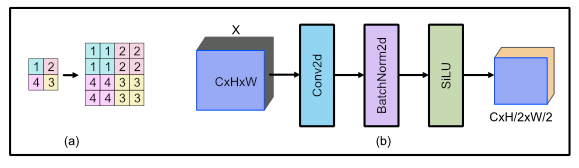 X
1 2
4 3
1 1 2 2
1 1 2 2
4 4 3 3
4 4 3 3
CxHxW
Conv2d
BatchNorm2d
SiLU
CxH/2xW/2
(a)
(b)